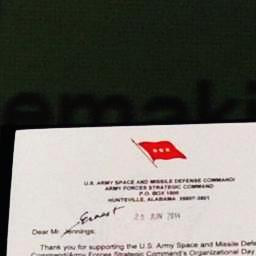 U.S. ARMY SPACE AND MISSILE DEFENSE COMMAND/
ARMY FORCES STRATEGIC COMMAND
P.O. BOX 1500
HUNTSVILLE, ALABAMA 35807-3801
Ernest
25 JUN 2014
Dear Mr. Jennings:
Thank you for supporting the U.S. Army Space and Missile Defe
Command/Army Forces Strategic Command's Organizational Day